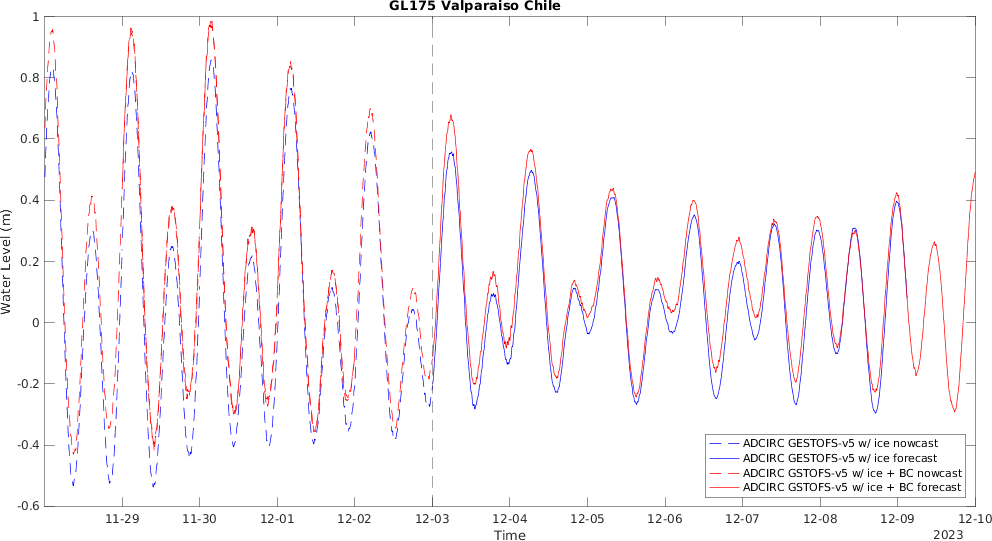 GL175 Valparaiso Chile
1
0.8
0.6
0.4
0.2
0
-0.2
-0.4
-0.6
Water Level (m)
11-29 11-30 12-01 12-02 12-03 12-04 12-05 12-06 12-07 12-08 12-09 12-10
Time
2023
ADCIRC GESTOFS-v5 w/ ice nowcast
ADCIRC GESTOFS-v5 w/ ice forecast
ADCIRC GSTOFS-v5 w/ ice + BC nowcast
ADCIRC GSTOFS-v5 w/ ice + BC forecast